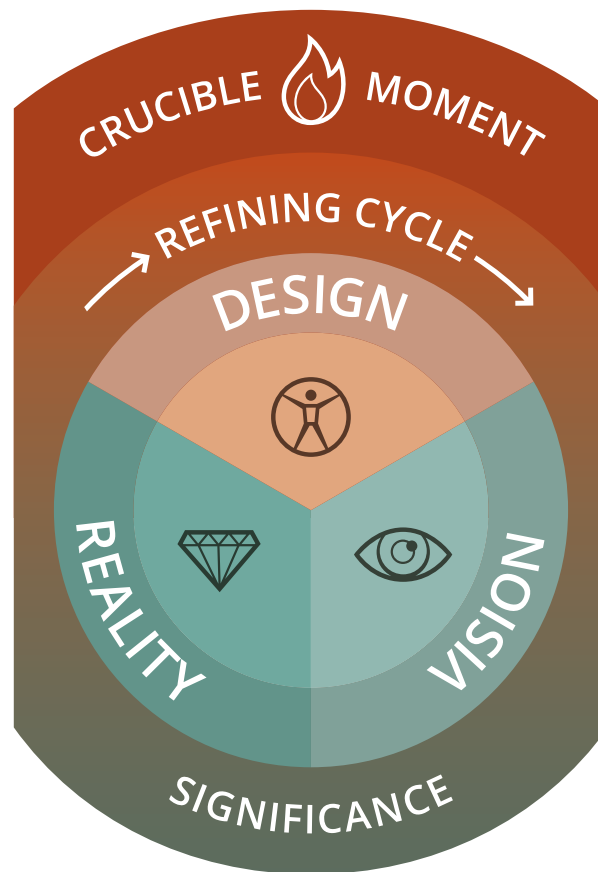 CRUCIBLE MOMENT
REFINING CYCLE
DESIGN
REALITY
VISION
SIGNIFICANCE